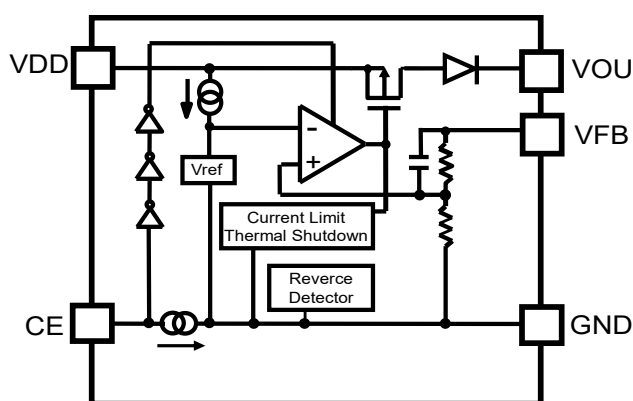 VDD
VOU
VFB
-
+
Vref
Current Limit
Thermal Shutdown
Reverce
Detector
CE
GND